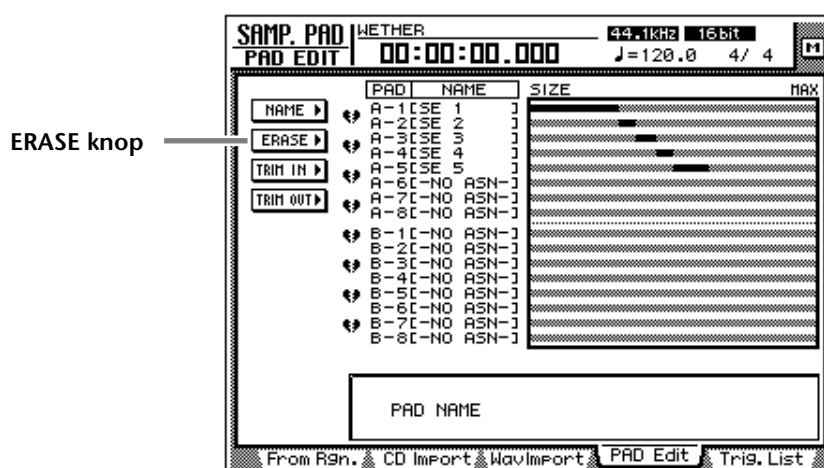 SAMP. PAD WETHER 44.1kHz 16bit
PAD EDIT 00:00:00.000 ♩=120.0 4/ 4 M
PAD NAME SIZE MAX
NAME
ERASE
TRIM IN
TRIM OUT
ERASE knop
A-1[SE 1 ]
A-2[SE 2 ]
A-3[SE 3 ]
A-4[SE 4 ]
A-5[SE 5 ]
A-6[-NO ASN-]
A-7[-NO ASN-]
A-8[-NO ASN-]
B-1[-NO ASN-]
B-2[-NO ASN-]
B-3[-NO ASN-]
B-4[-NO ASN-]
B-5[-NO ASN-]
B-6[-NO ASN-]
B-7[-NO ASN-]
B-8[-NO ASN-]
PAD NAME
From Rgn. CD Import WavImport PAD Edit Trig. List